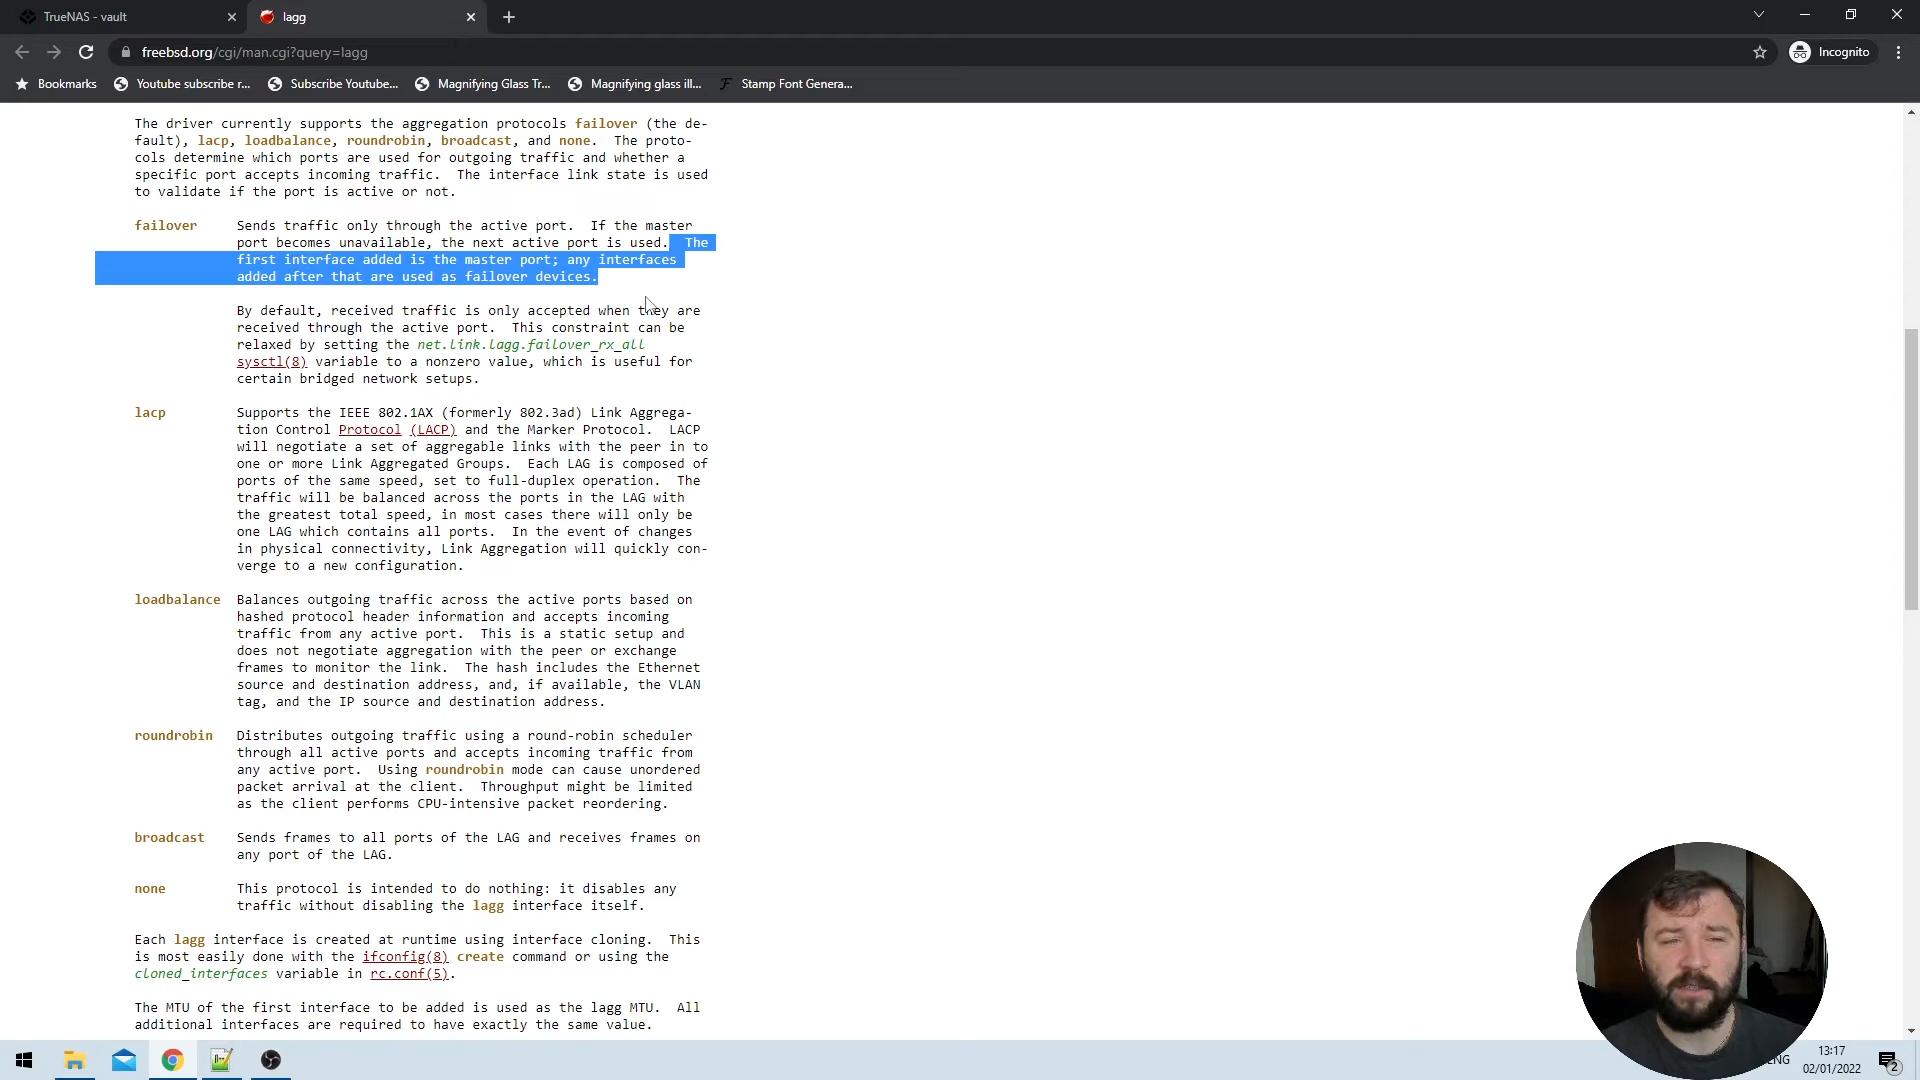 TrueNAS - vault
lagg
freebsd.org/cgi/man.cgi?query=lagg
Incognito
Bookmarks
Youtube subscribe r...
Subscribe Youtube...
Magnifying Glass Tr...
Magnifying glass ill...
Stamp Font Genera...
The driver currently supports the aggregation protocols failover (the de-
fault), lacp, loadbalance, roundrobin, broadcast, and none. The proto-
cols determine which ports are used for outgoing traffic and whether a
specific port accepts incoming traffic. The interface link state is used
to validate if the port is active or not.
failover Sends traffic only through the active port. If the master
port becomes unavailable, the next active port is used. The
first interface added is the master port; any interfaces
added after that are used as failover devices.
By default, received traffic is only accepted when they are
received through the active port. This constraint can be
relaxed by setting the net.link.lagg.failover_rx_all
sysctl(8) variable to a nonzero value, which is useful for
certain bridged network setups.
lacp Supports the IEEE 802.1AX (formerly 802.3ad) Link Aggrega-
tion Control Protocol (LACP) and the Marker Protocol. LACP
will negotiate a set of aggregable links with the peer in to
one or more Link Aggregated Groups. Each LAG is composed of
ports of the same speed, set to full-duplex operation. The
traffic will be balanced across the ports in the LAG with
the greatest total speed, in most cases there will only be
one LAG which contains all ports. In the event of changes
in physical connectivity, Link Aggregation will quickly con-
verge to a new configuration.
loadbalance Balances outgoing traffic across the active ports based on
hashed protocol header information and accepts incoming
traffic from any active port. This is a static setup and
does not negotiate aggregation with the peer or exchange
frames to monitor the link. The hash includes the Ethernet
source and destination address, and, if available, the VLAN
tag, and the IP source and destination address.
roundrobin Distributes outgoing traffic using a round-robin scheduler
through all active ports and accepts incoming traffic from
any active port. Using roundrobin mode can cause unordered
packet arrival at the client. Throughput might be limited
as the client performs CPU-intensive packet reordering.
broadcast Sends frames to all ports of the LAG and receives frames on
any port of the LAG.
none This protocol is intended to do nothing: it disables any
traffic without disabling the lagg interface itself.
Each lagg interface is created at runtime using interface cloning. This
is most easily done with the ifconfig(8) create command or using the
cloned_interfaces variable in rc.conf(5).
The MTU of the first interface to be added is used as the lagg MTU. All
additional interfaces are required to have exactly the same value.
ENG
13:17
02/01/2022
2